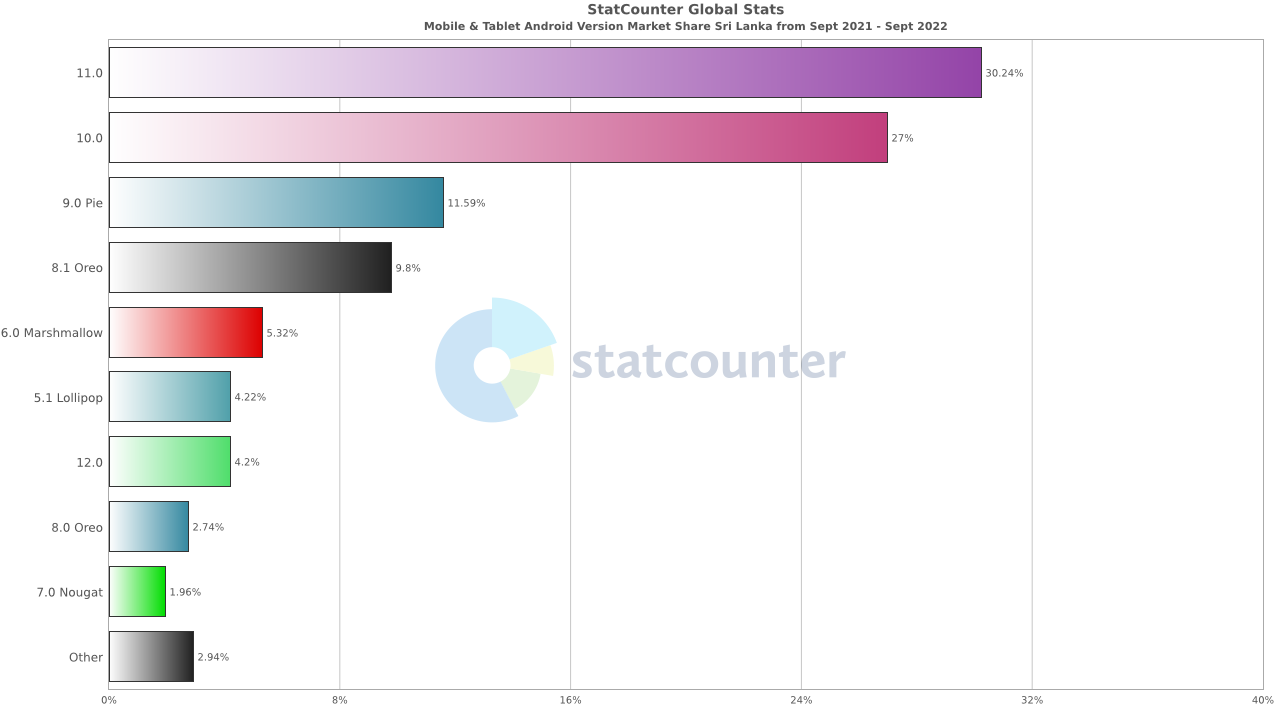 StatCounter Global Stats
Mobile & Tablet Android Version Market Share Sri Lanka from Sept 2021 - Sept 2022
11.0 30.24%
10.0 27%
9.0 Pie 11.59%
8.1 Oreo 9.8%
6.0 Marshmallow 5.32%
statcounter
5.1 Lollipop 4.22%
12.0 4.2%
8.0 Oreo 2.74%
7.0 Nougat 1.96%
Other 2.94%
0% 8% 16% 24% 32% 40%